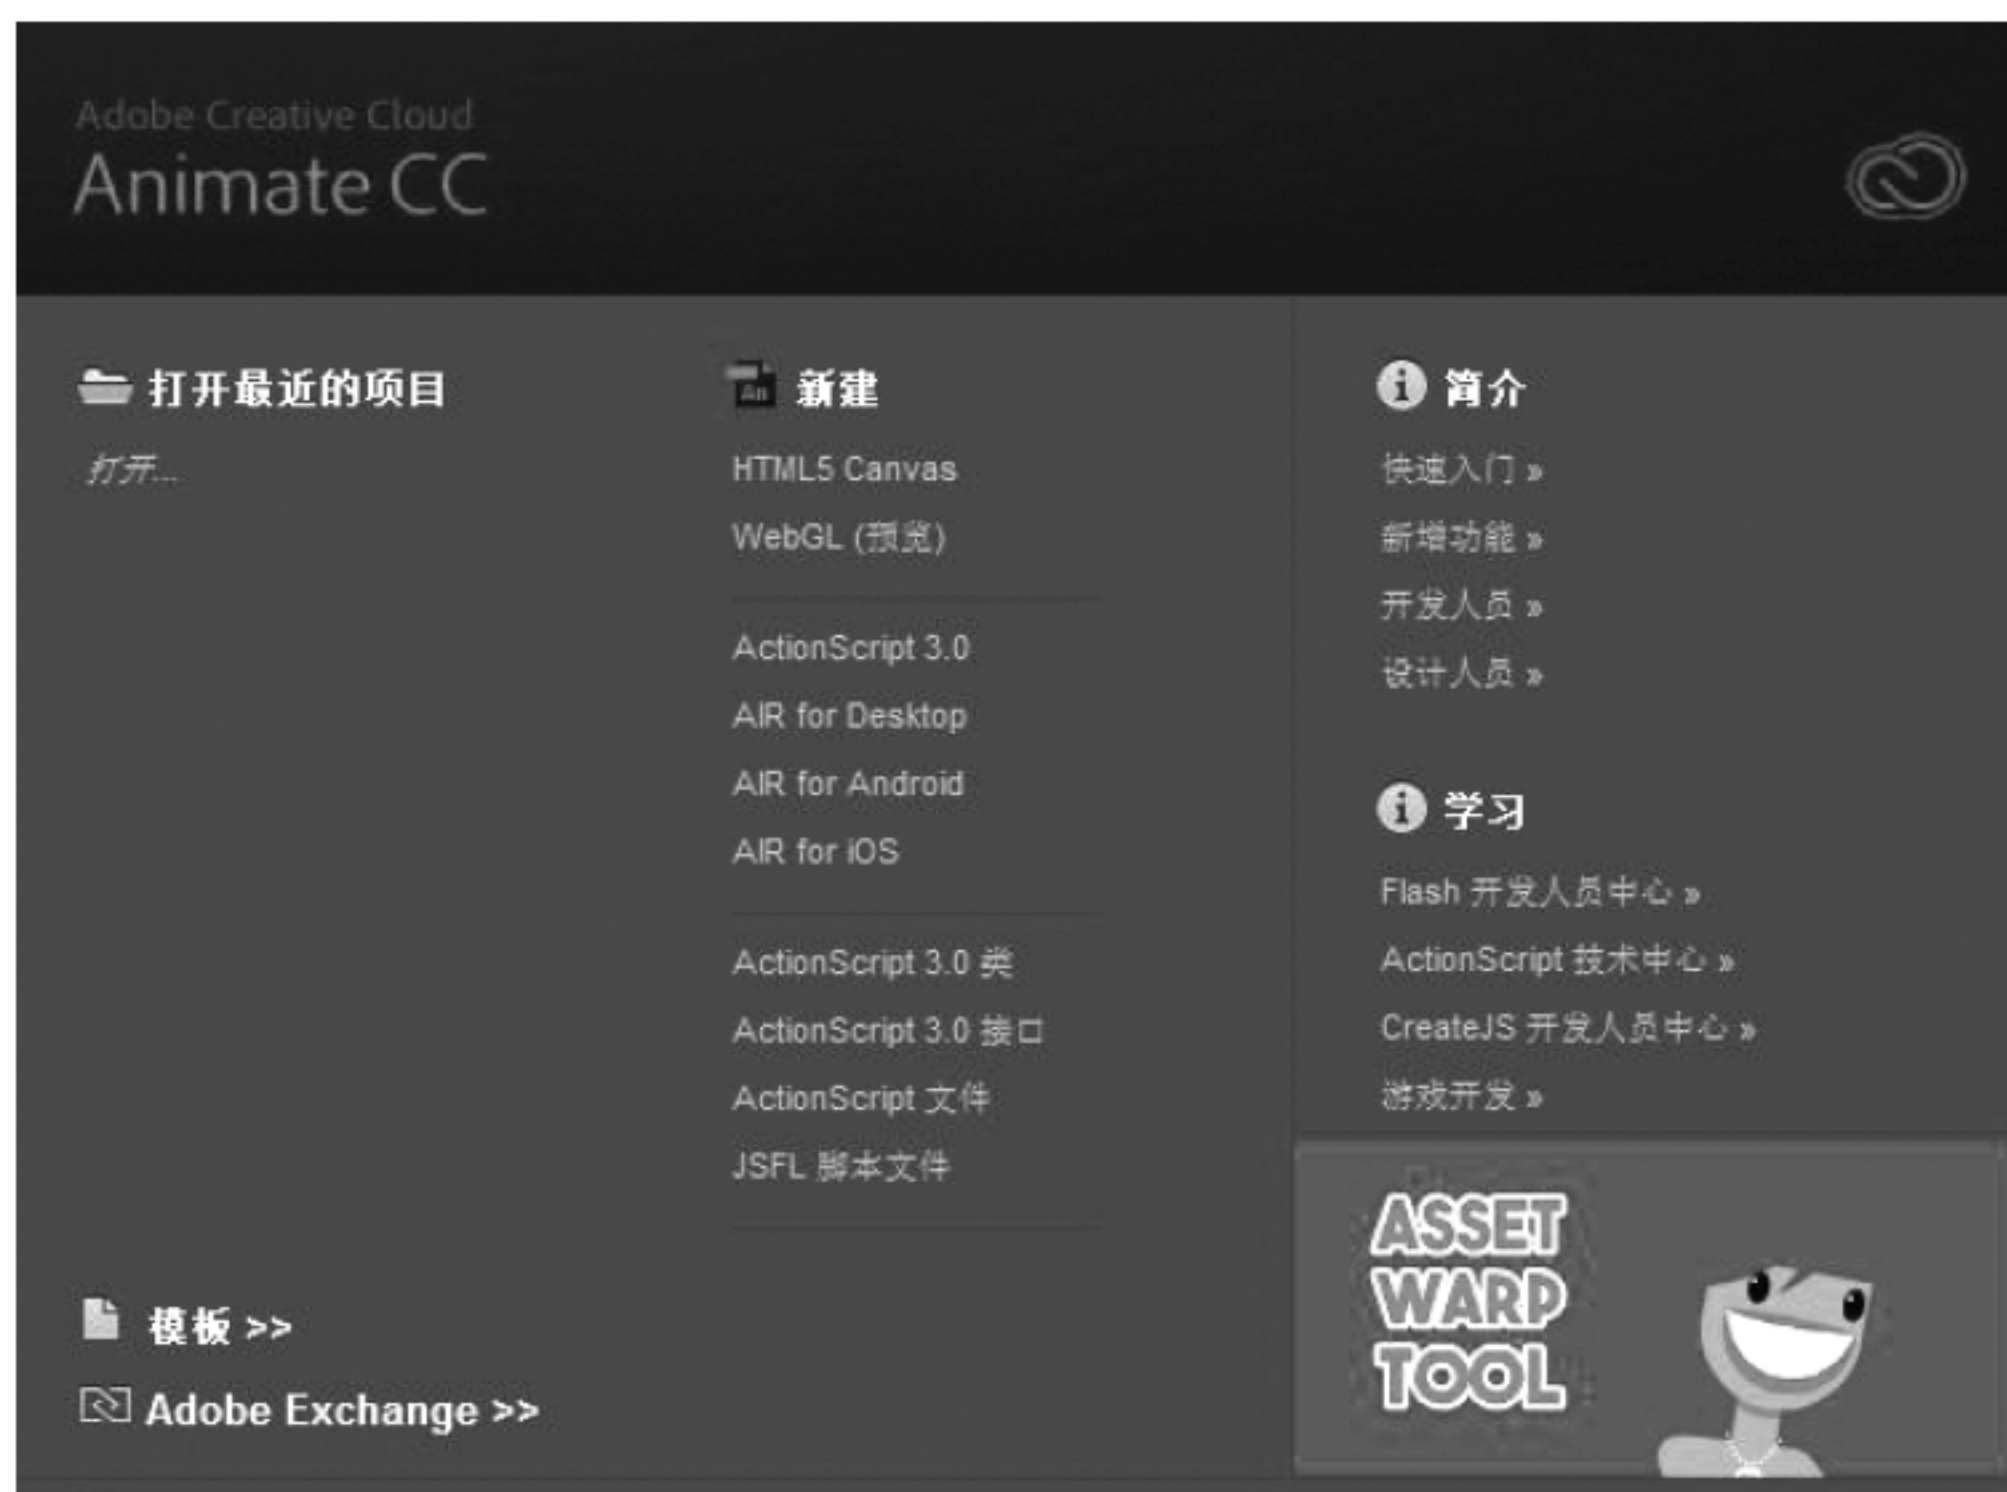 Adobe Creative Cloud
Animate CC
打开最近的项目
打开...
模板 >>
Adobe Exchange >>
新建
HTML5 Canvas
WebGL (预览)
ActionScript 3.0
AIR for Desktop
AIR for Android
AIR for iOS
ActionScript 3.0 类
ActionScript 3.0 接口
ActionScript 文件
JSFL 脚本文件
简介
快速入门 »
新增功能 »
开发人员 »
设计人员 »
学习
Flash 开发人员中心 »
ActionScript 技术中心 »
CreateJS 开发人员中心 »
游戏开发 »
ASSET
WARP
TOOL